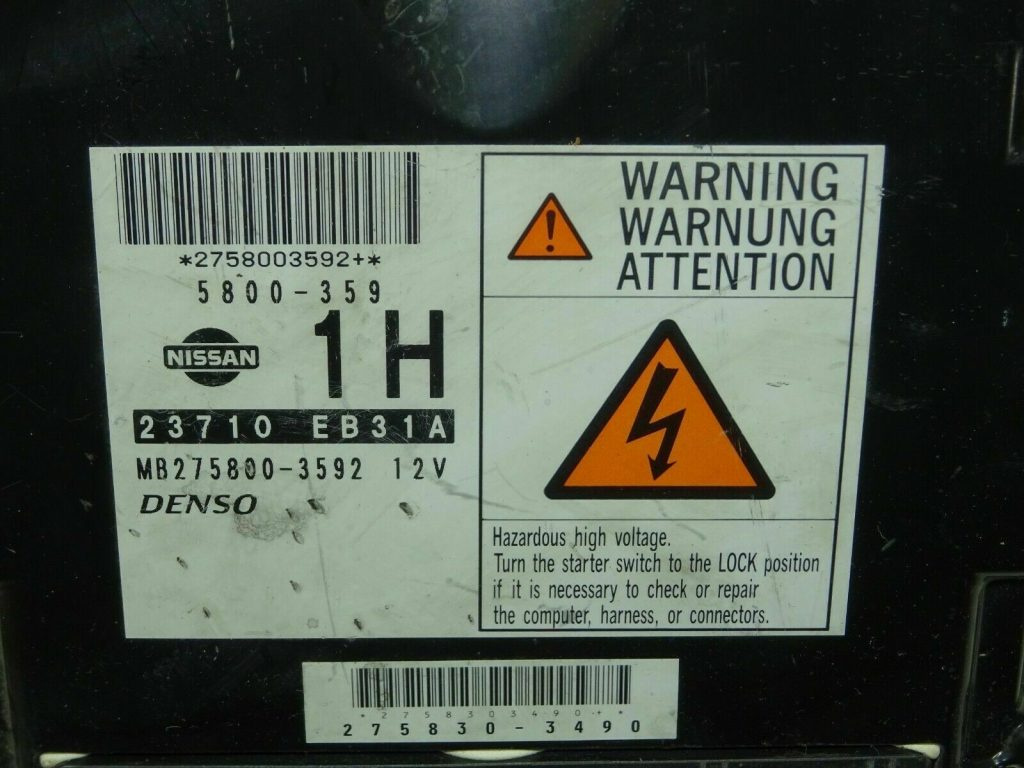 *2758003592+*
5800-359
NISSAN
1H
23710 EB31A
MB275800-3592 12V
DENSO
WARNING
WARNUNG
ATTENTION
Hazardous high voltage.
Turn the starter switch to the LOCK position
if it is necessary to check or repair
the computer, harness, or connectors.
*2758303490+*
275830-3490